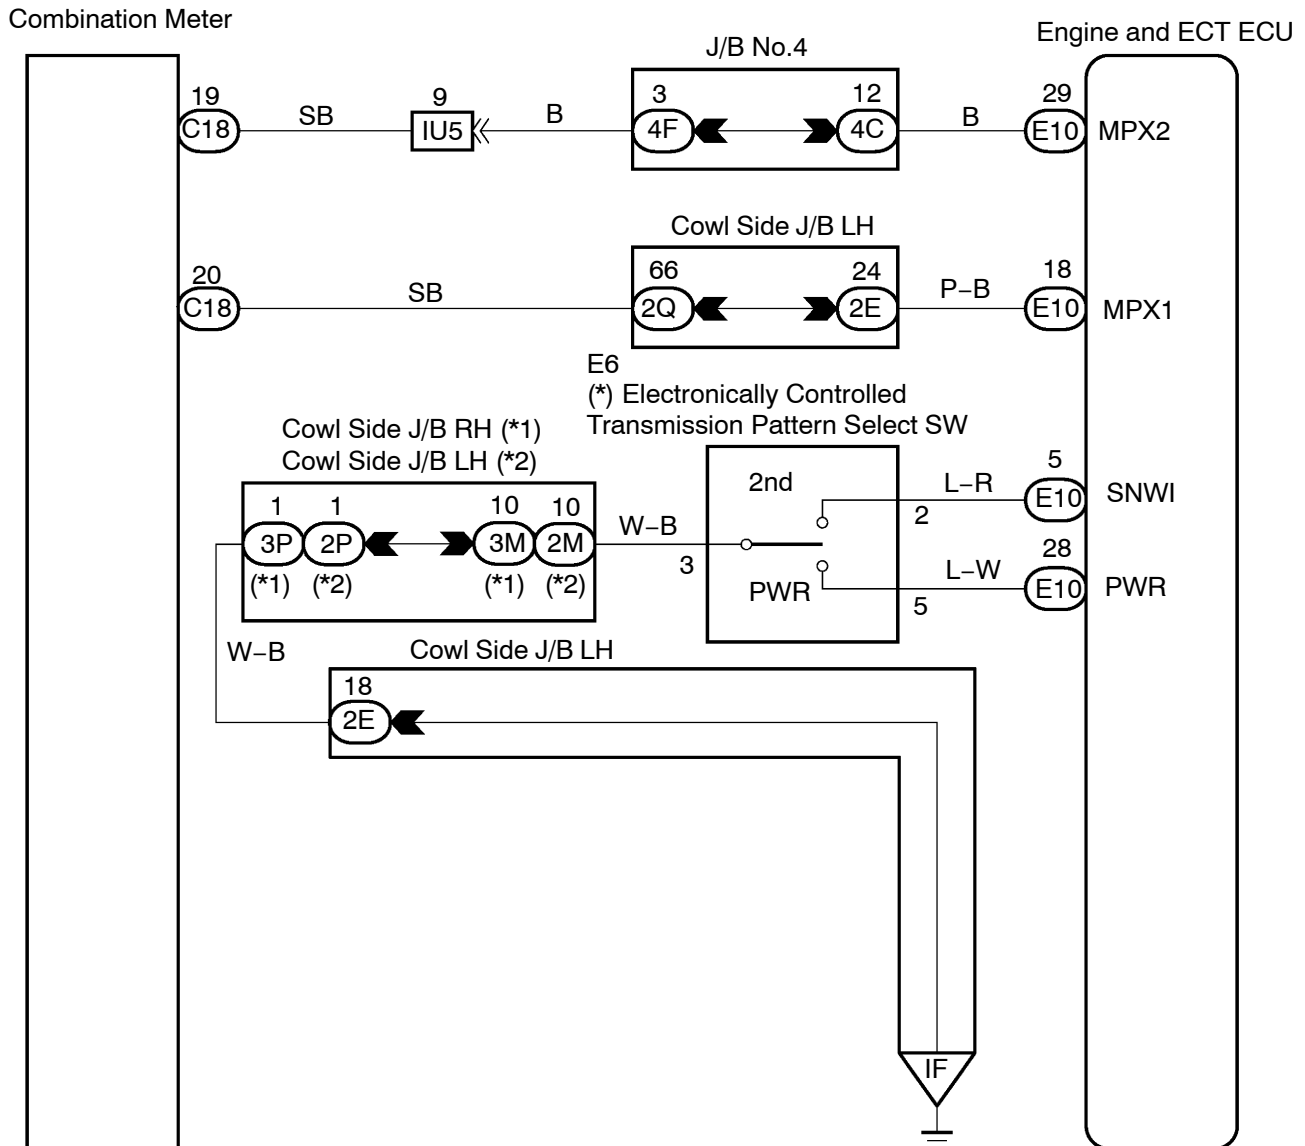 Combination Meter
Engine and ECT ECU
J/B No.4
19
C18
SB
9
IU5
B
3
4F
12
4C
B
29
E10
MPX2
Cowl Side J/B LH
20
C18
SB
66
2Q
24
2E
P−B
18
E10
MPX1
E6
(*) Electronically Controlled
Transmission Pattern Select SW
Cowl Side J/B RH (*1)
Cowl Side J/B LH (*2)
1
3P
(*1)
1
2P
(*2)
10
3M
(*1)
10
2M
(*2)
W−B
3
2nd
PWR
2
L−R
5
E10
SNWI
5
L−W
28
E10
PWR
W−B
Cowl Side J/B LH
18
2E
IF